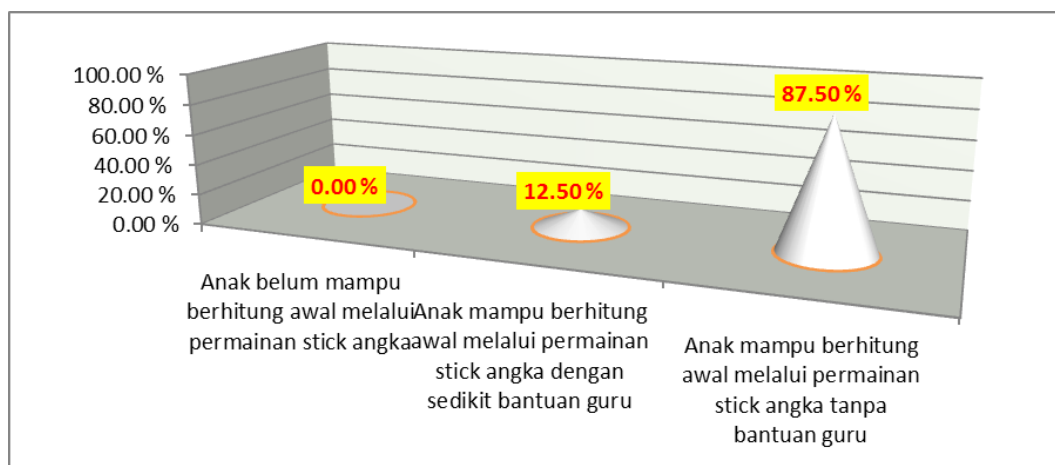 100.00 %
80.00 %
60.00 %
40.00 %
20.00 %
0.00 %
0.00 %
12.50 %
87.50 %
Anak belum mampu
berhitung awal melalui
permainan stick angka
Anak mampu berhitung
awal melalui permainan
stick angka dengan
sedikit bantuan guru
Anak mampu berhitung
awal melalui permainan
stick angka tanpa
bantuan guru